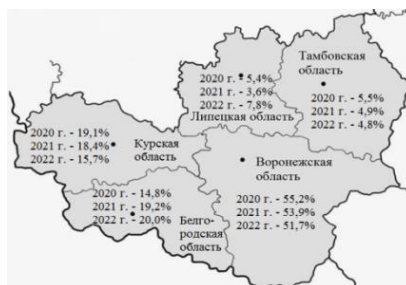 Тамбовская
область
2020 г. - 5,5%
2021 г. - 4,9%
2022 г. - 4,8%
2020 г. - 5,4%
2021 г. - 3,6%
2022 г. - 7,8%
Липецкая область
2020 г. - 19,1%
2021 г. - 18,4%
2022 г. - 15,7%
Курская
область
Воронежская
область
2020 г. - 55,2%
2021 г. - 53,9%
2022 г. - 51,7%
2020 г. - 14,8%
2021 г. - 19,2%
2022 г. - 20,0%
Белго-
родская
область